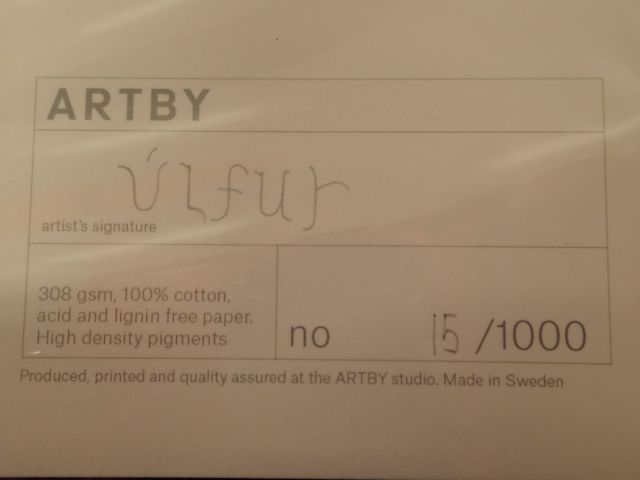 ARTBY
úlfur
artist's signature
308 gsm, 100% cotton,
acid and lignin free paper.
High density pigments
no 15/1000
Produced, printed and quality assured at the ARTBY studio. Made in Sweden